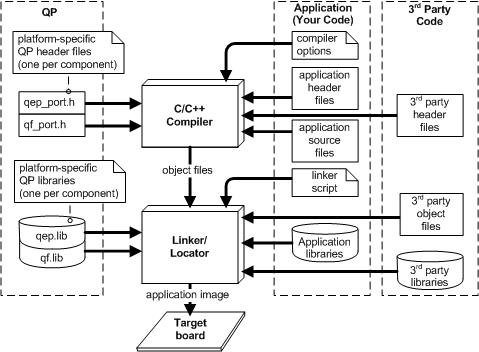 QP
Application
(Your Code)
3rd Party
Code
platform-specific
QP header files
(one per component)
compiler
options
qep_port.h
qf_port.h
C/C++
Compiler
application
header
files
3rd party
header
files
application
source
files
object files
platform-specific
QP libraries
(one per component)
linker
script
qep.lib
qf.lib
Linker/
Locator
3rd party
object
files
Application
libraries
3rd party
libraries
application image
Target
board